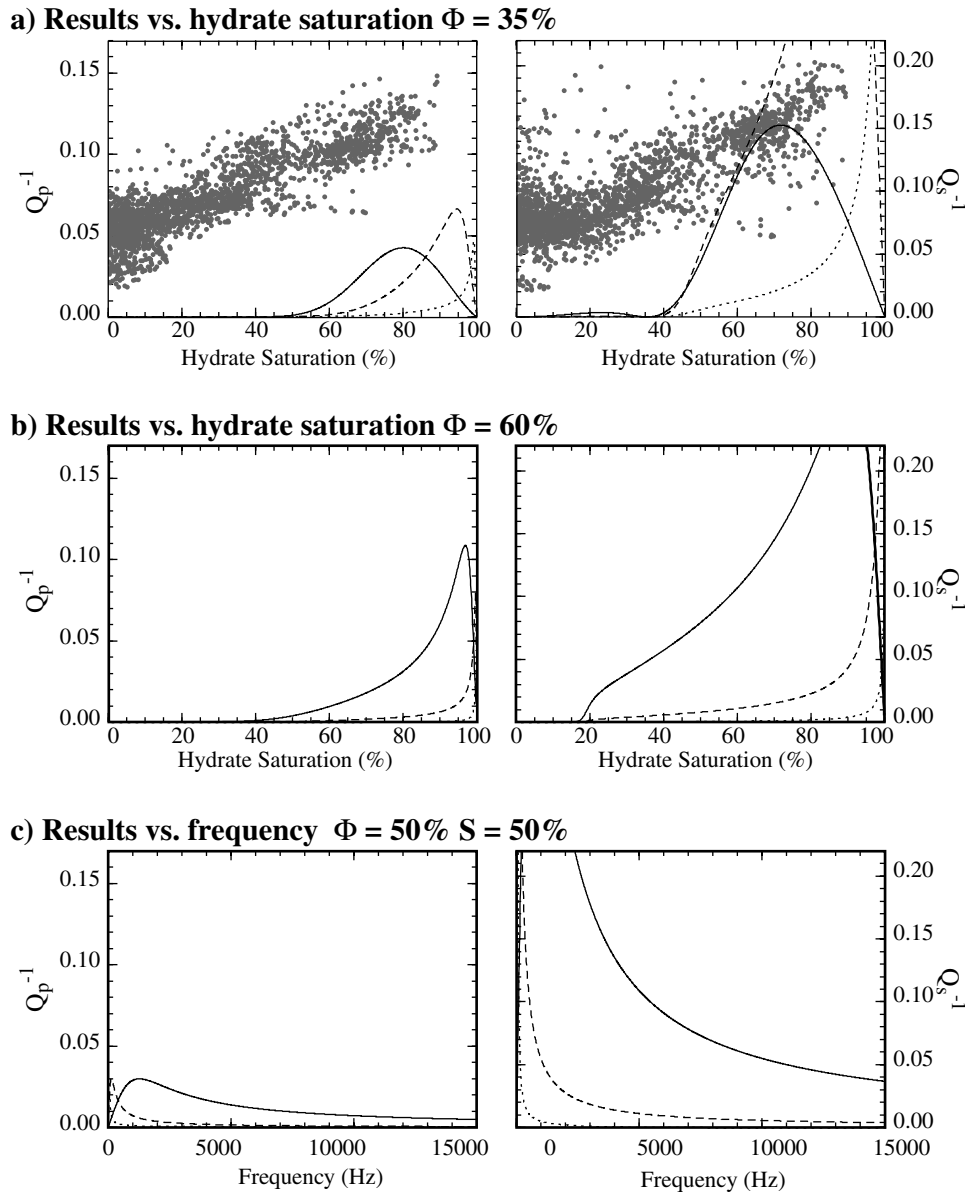 a) Results vs. hydrate saturation Φ = 35%
0.15
0.10
0.05
0.00
Qp-1
0 20 40 60 80 100
Hydrate Saturation (%)
0.20
0.15
0.10
0.05
0.00
Qs-1
0 20 40 60 80 100
Hydrate Saturation (%)
b) Results vs. hydrate saturation Φ = 60%
0.15
0.10
0.05
0.00
Qp-1
0 20 40 60 80 100
Hydrate Saturation (%)
0.20
0.15
0.10
0.05
0.00
Qs-1
0 20 40 60 80 100
Hydrate Saturation (%)
c) Results vs. frequency Φ = 50% S = 50%
0.15
0.10
0.05
0.00
Qp-1
0 5000 10000 15000
Frequency (Hz)
0.20
0.15
0.10
0.05
0.00
Qs-1
0 5000 10000 15000
Frequency (Hz)